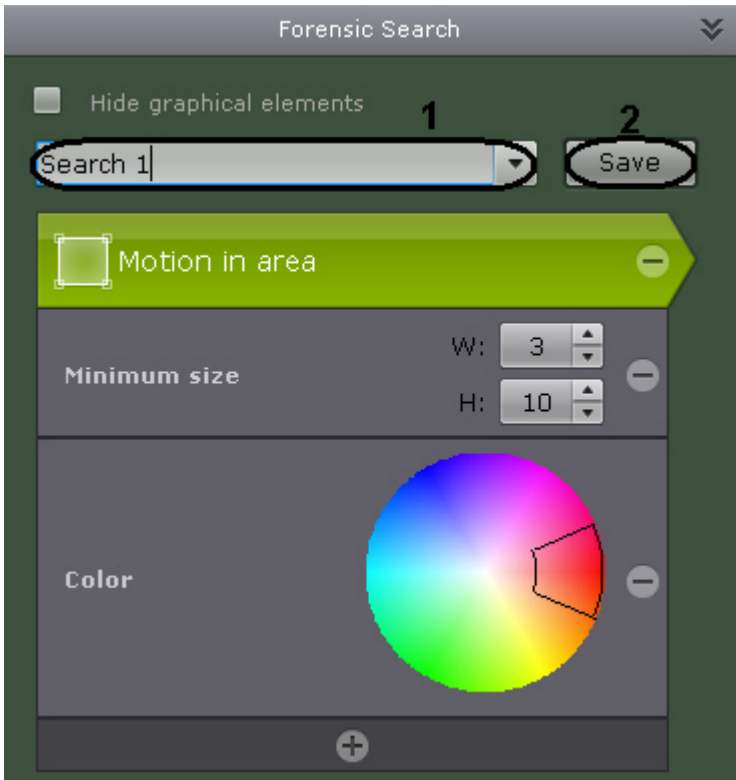 Forensic Search
Hide graphical elements
1 2
Search 1 Save
Motion in area
Minimum size
W: 3
H: 10
Color